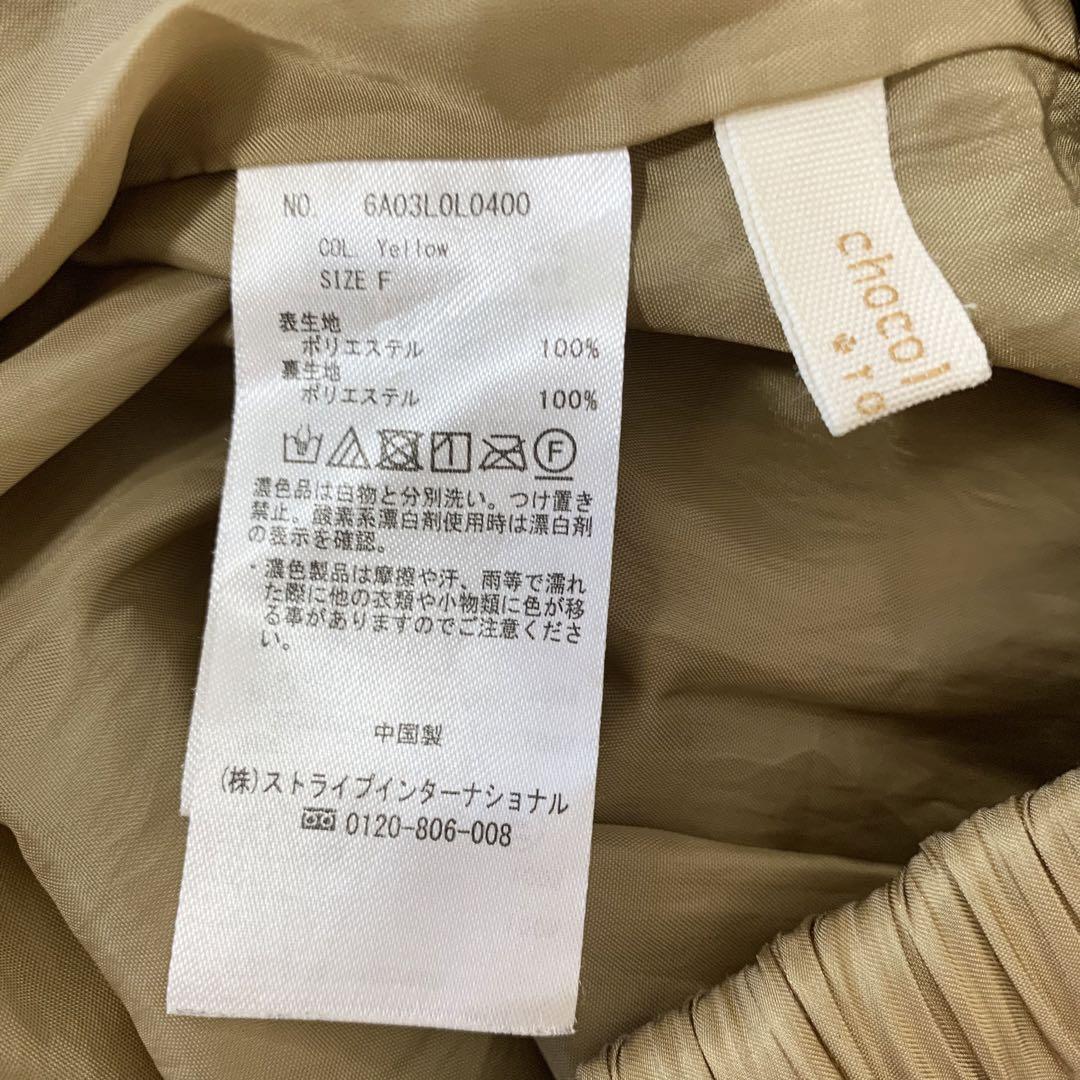 NO. 6A03L0L0400
COL. Yellow
SIZE F
表生地
ポリエステル 100%
裏生地
ポリエステル 100%
F
濃色品は白物と分別洗い。つけ置き
禁止。酸素系漂白剤使用時は漂白剤
の表示を確認。
・濃色製品は摩擦や汗、雨等で濡れ
た際に他の衣類や小物類に色が移
る事がありますのでご注意くださ
い。
中国製
(株)ストライプインターナショナル
0120-806-008